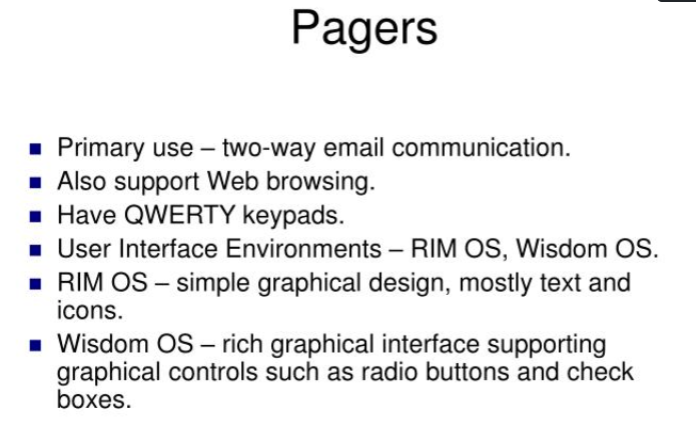 Pagers
Primary use – two-way email communication.
Also support Web browsing.
Have QWERTY keypads.
User Interface Environments – RIM OS, Wisdom OS.
RIM OS – simple graphical design, mostly text and
icons.
Wisdom OS – rich graphical interface supporting
graphical controls such as radio buttons and check
boxes.